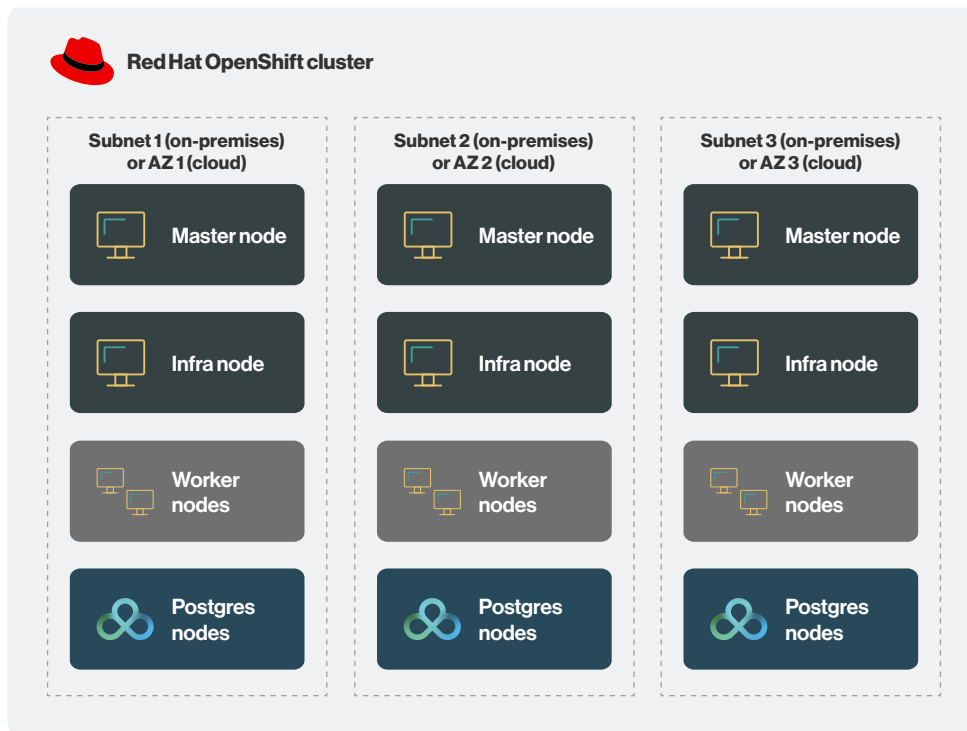 Red Hat OpenShift cluster
Subnet 1 (on-premises)
or AZ 1 (cloud)
Master node
Infra node
Worker
nodes
Postgres
nodes
Subnet 2 (on-premises)
or AZ 2 (cloud)
Master node
Infra node
Worker
nodes
Postgres
nodes
Subnet 3 (on-premises)
or AZ 3 (cloud)
Master node
Infra node
Worker
nodes
Postgres
nodes